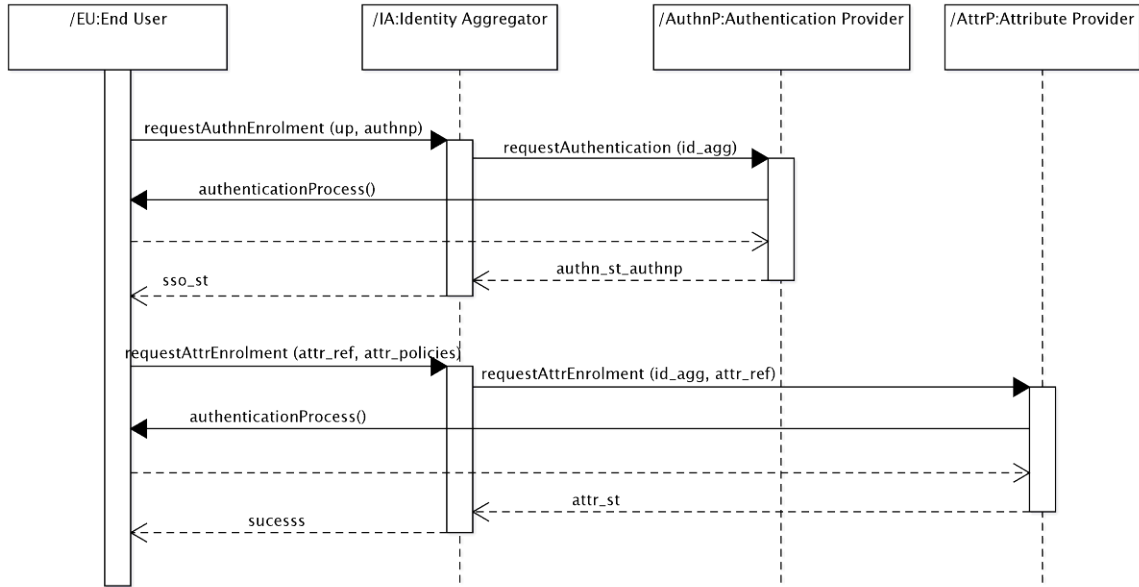 /EU:End User
/IA:Identity Aggregator
/AuthnP:Authentication Provider
/AttrP:Attribute Provider
requestAuthnEnrolment (up, authnp)
requestAuthentication (id_agg)
authenticationProcess()
authn_st_authnp
sso_st
requestAttrEnrolment (attr_ref, attr_policies)
requestAttrEnrolment (id_agg, attr_ref)
authenticationProcess()
attr_st
sucesss